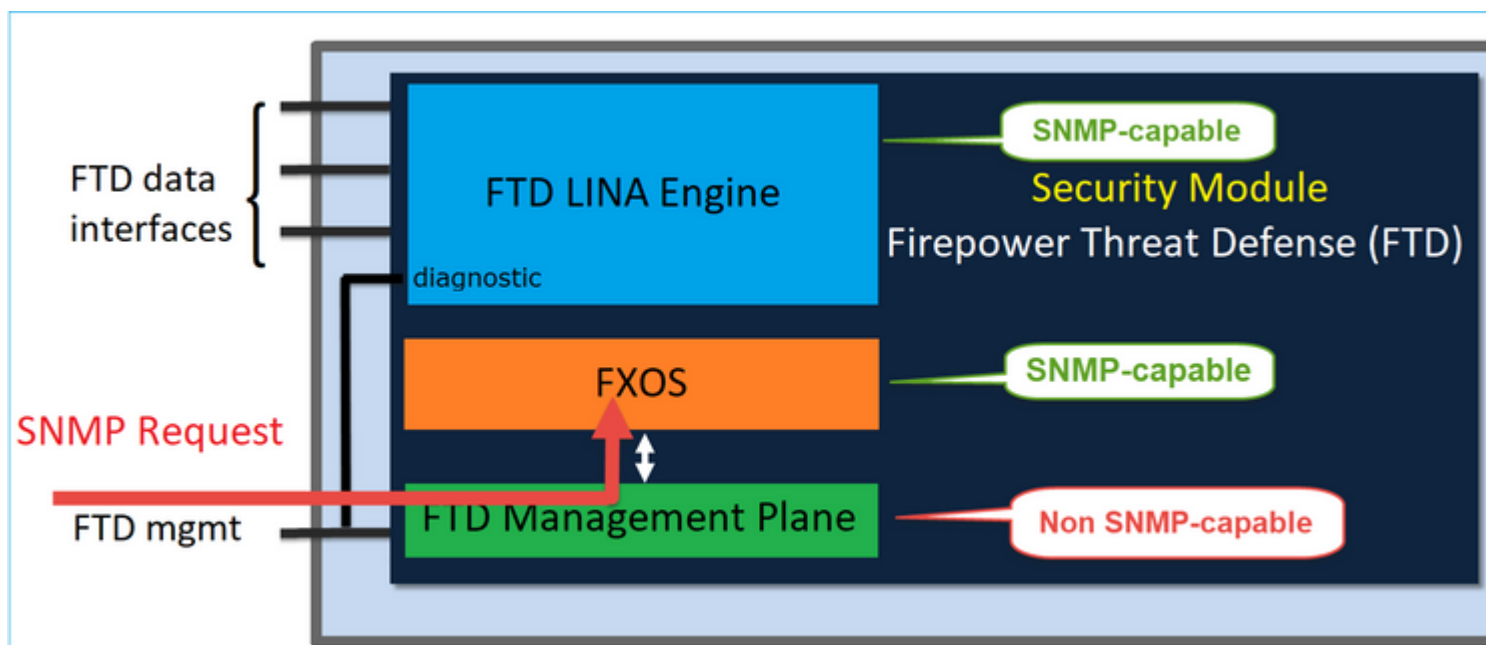 FTD data
interfaces
FTD LINA Engine
diagnostic
SNMP-capable
Security Module
Firepower Threat Defense (FTD)
FXOS
SNMP-capable
SNMP Request
FTD mgmt
FTD Management Plane
Non SNMP-capable